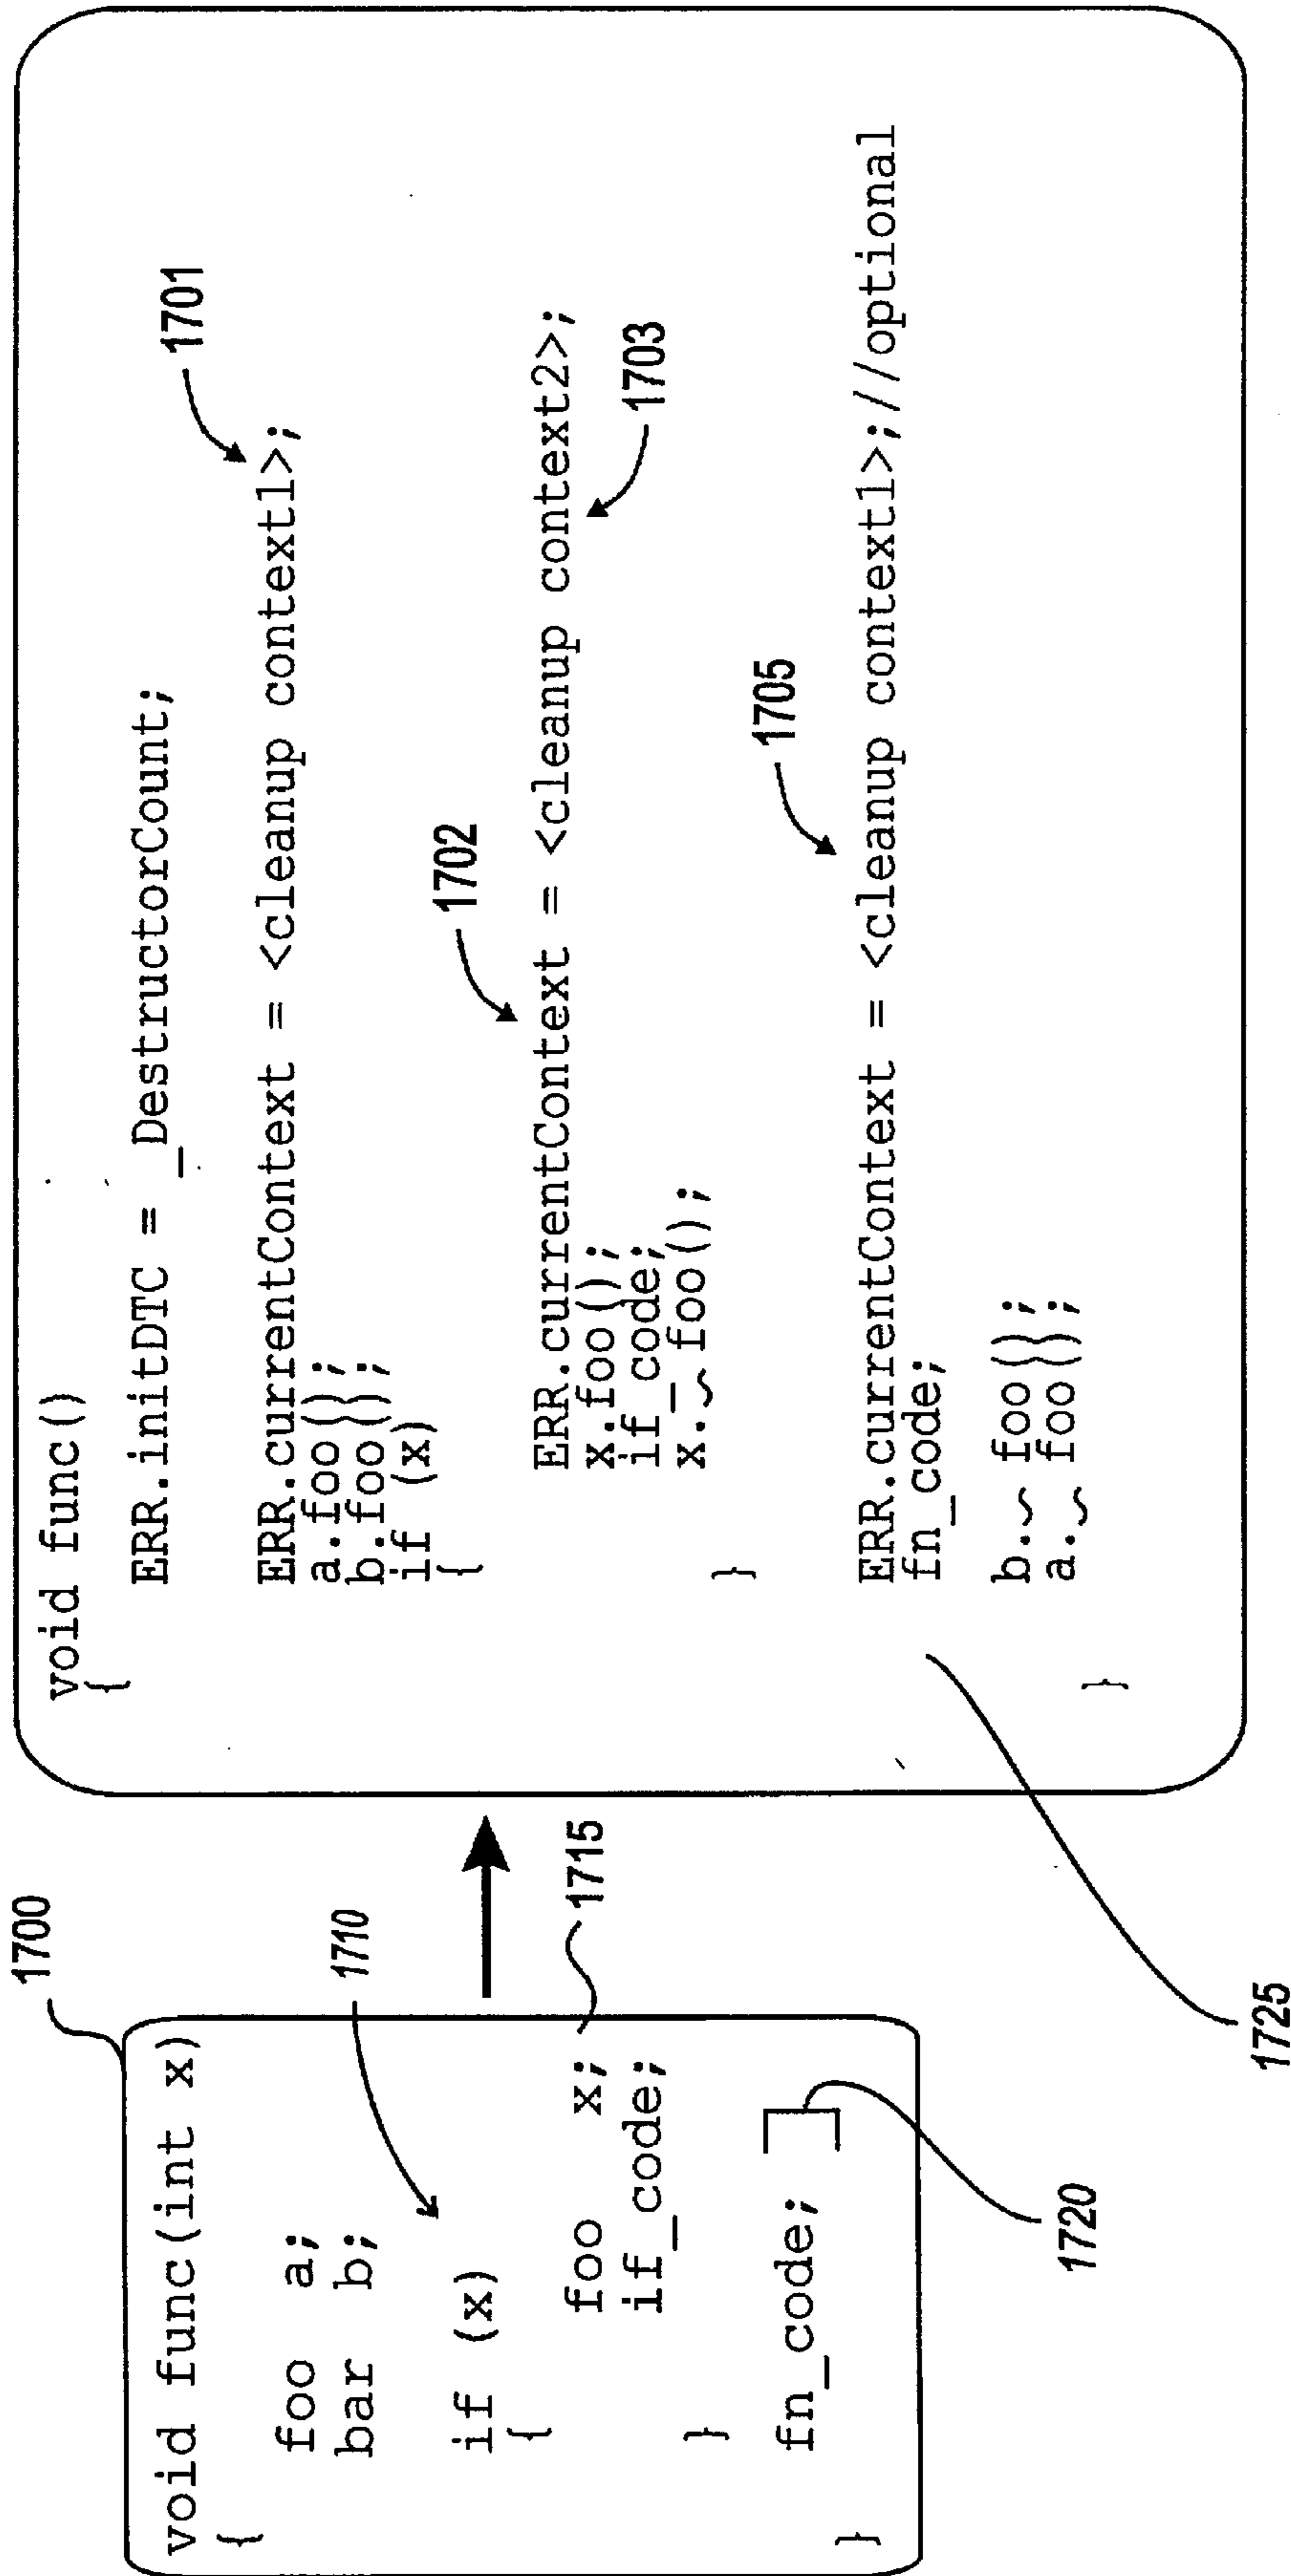 1700
void func(int x)
{
foo a;
bar b;
1710
if (x)
{
foo x;
1715
if_code;
}
fn_code;
1720
}
void func()
{
ERR.initDTC = _DestructorCount;
1701
ERR.currentContext = <cleanup context1>;
a.foo();
b.foo();
if (x)
{
1702
ERR.currentContext = <cleanup context2>;
1703
x.foo();
if_code;
x.~foo();
}
1705
ERR.currentContext = <cleanup context1>;//optional
fn_code;
b.~ foo();
a.~ foo();
}
1725